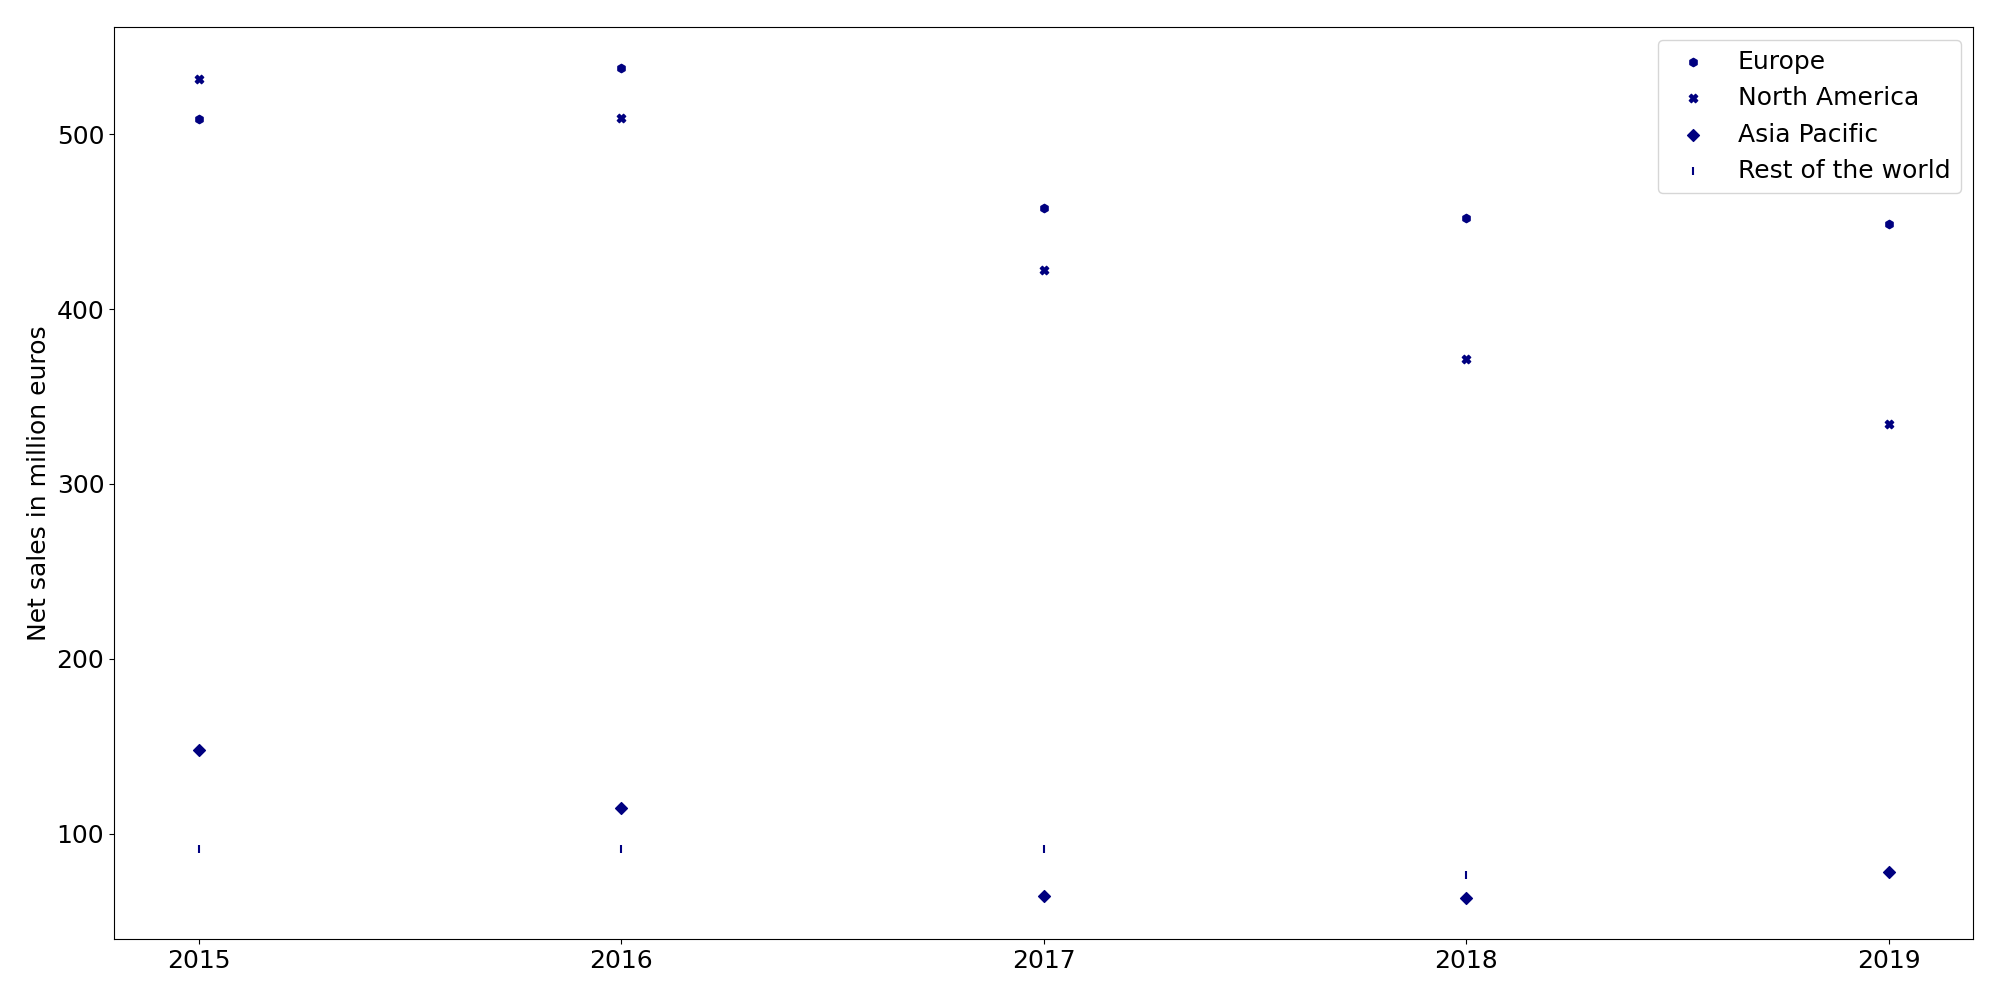 Europe
North America
Asia Pacific
Rest of the world
Net sales in million euros
500
400
300
200
100
2015 2016 2017 2018 2019